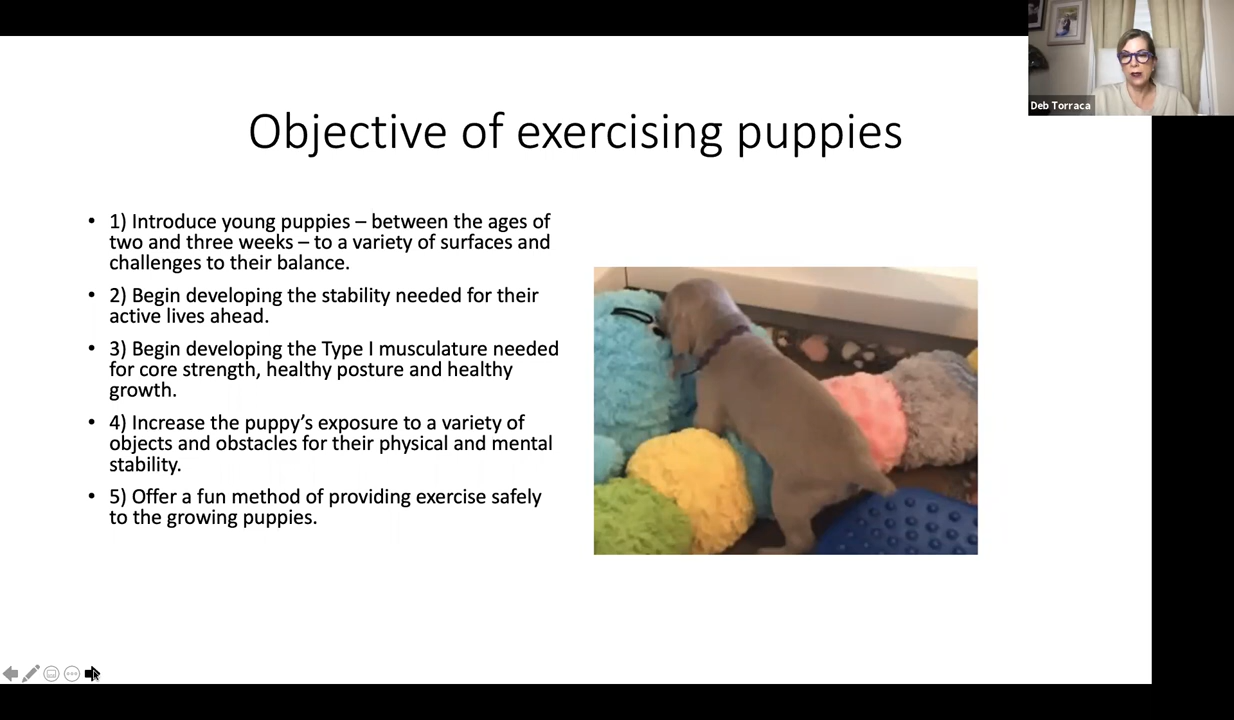 Deb Torraca
Objective of exercising puppies
• 1) Introduce young puppies – between the ages of
two and three weeks – to a variety of surfaces and
challenges to their balance.
• 2) Begin developing the stability needed for their
active lives ahead.
• 3) Begin developing the Type I musculature needed
for core strength, healthy posture and healthy
growth.
• 4) Increase the puppy’s exposure to a variety of
objects and obstacles for their physical and mental
stability.
• 5) Offer a fun method of providing exercise safely
to the growing puppies.